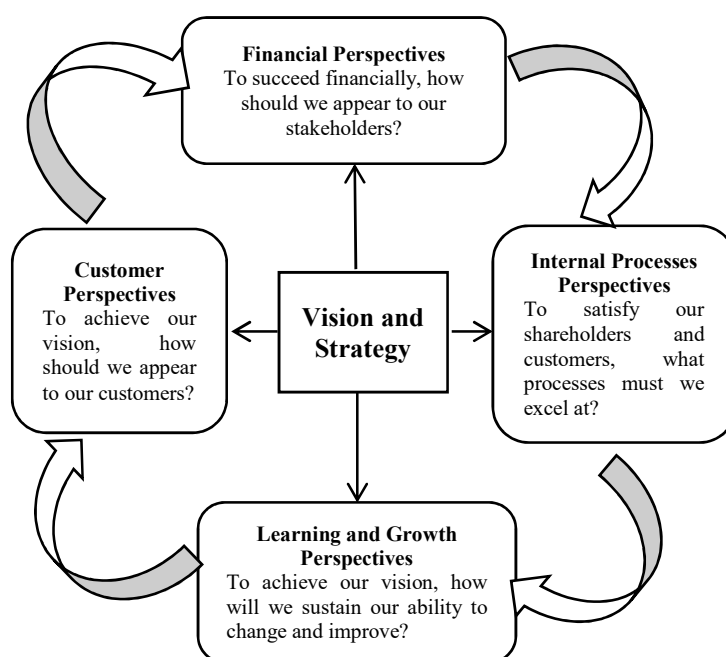 Financial Perspectives
To succeed financially, how
should we appear to our
stakeholders?
Customer
Perspectives
To achieve our
vision, how
should we appear
to our customers?
Vision and
Strategy
Internal Processes
Perspectives
To satisfy our
shareholders and
customers, what
processes must we
excel at?
Learning and Growth
Perspectives
To achieve our vision, how
will we sustain our ability to
change and improve?